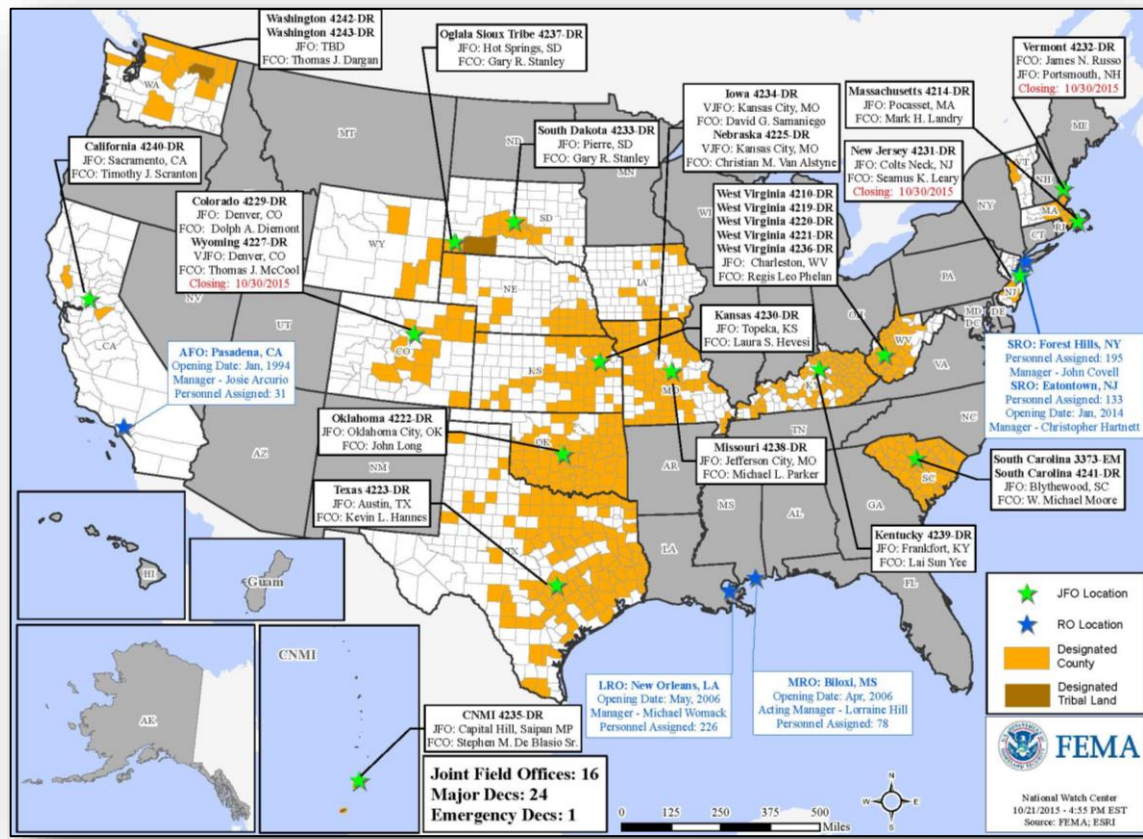 Washington 4242-DR
Washington 4243-DR
JFO: TBD
FCO: Thomas J. Dargan
Oglala Sioux Tribe 4237-DR
JFO: Hot Springs, SD
FCO: Gary R. Stanley
Vermont 4232-DR
FCO: James N. Russo
JFO: Portsmouth, NH
Closing: 10/30/2015
Iowa 4234-DR
VJFO: Kansas City, MO
FCO: David G. Samaniego
Nebraska 4225-DR
VJFO: Kansas City, MO
FCO: Christian M. Van Alstyne
Massachusetts 4214-DR
JFO: Pocasset, MA
FCO: Mark H. Landry
South Dakota 4233-DR
JFO: Pierre, SD
FCO: Gary R. Stanley
California 4240-DR
JFO: Sacramento, CA
FCO: Timothy J. Scranton
New Jersey 4231-DR
JFO: Colts Neck, NJ
FCO: Seamus K. Leary
Closing: 10/30/2015
Colorado 4229-DR
JFO: Denver, CO
FCO: Dolph A. Diemont
Wyoming 4227-DR
VJFO: Denver, CO
FCO: Thomas J. McCool
Closing: 10/30/2015
West Virginia 4210-DR
West Virginia 4219-DR
West Virginia 4220-DR
West Virginia 4221-DR
West Virginia 4236-DR
JFO: Charleston, WV
FCO: Regis Leo Phelan
Kansas 4230-DR
JFO: Topeka, KS
FCO: Laura S. Hevesi
AFO: Pasadena, CA
Opening Date: Jan, 1994
Manager - Josie Arcurio
Personnel Assigned: 31
SRO: Forest Hills, NY
Personnel Assigned: 195
Manager - John Covell
SRO: Eatontown, NJ
Personnel Assigned: 133
Opening Date: Jan, 2014
Manager - Christopher Hartnett
Oklahoma 4222-DR
JFO: Oklahoma City, OK
FCO: John Long
Missouri 4238-DR
JFO: Jefferson City, MO
FCO: Michael L. Parker
South Carolina 3373-EM
South Carolina 4241-DR
JFO: Blythewood, SC
FCO: W. Michael Moore
Texas 4223-DR
JFO: Austin, TX
FCO: Kevin L. Hannes
Kentucky 4239-DR
JFO: Frankfort, KY
FCO: Lai Sun Yee
LRO: New Orleans, LA
Opening Date: May, 2006
Manager - Michael Womack
Personnel Assigned: 226
MRO: Biloxi, MS
Opening Date: Apr, 2006
Acting Manager - Lorraine Hill
Personnel Assigned: 78
CNMI 4235-DR
JFO: Capital Hill, Saipan MP
FCO: Stephen M. De Blasio Sr.
WA
MT
ND
MN
WI
SD
WY
NE
IA
NV
UT
CO
CA
KS
MO
AZ
NM
OK
AR
TX
LA
MS
AL
GA
FL
SC
NC
TN
KY
VA
WV
OH
PA
MD
DC
DE
NJ
NY
CT
RI
MA
VT
NH
ME
HI
Guam
AK
CNMI
Joint Field Offices: 16
Major Decs: 24
Emergency Decs: 1
0 50 100 200 300 400 500
Miles
N
E
S
W
JFO Location
RO Location
Designated
County
Designated
Tribal Land
FEMA
National Watch Center
10/21/2015 - 4:55 PM EST
Source: FEMA; ESRI